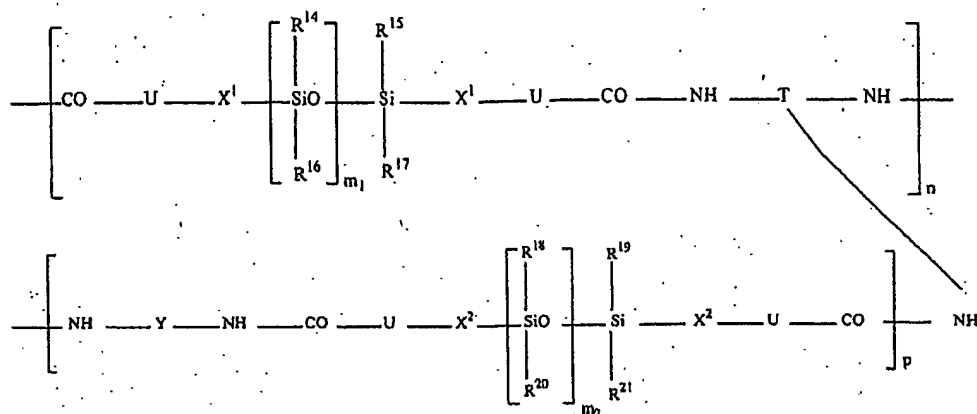 R¹⁴ R¹⁵
CO U X¹ SiO Si X¹ U CO NH T NH
R¹⁶ m₁ R¹⁷ n
R¹⁸ R¹⁹
NH Y NH CO U X² SiO Si X² U CO NH
R²⁰ R²¹ p
m₂